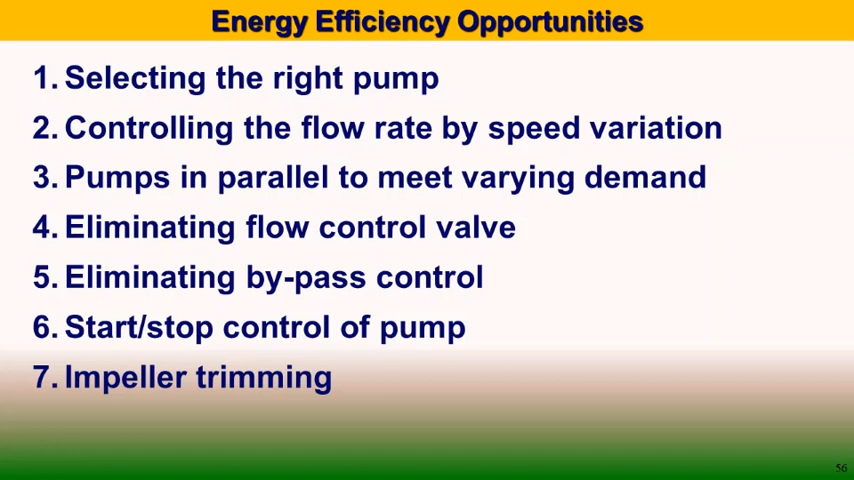 Energy Efficiency Opportunities
1. Selecting the right pump
2. Controlling the flow rate by speed variation
3. Pumps in parallel to meet varying demand
4. Eliminating flow control valve
5. Eliminating by-pass control
6. Start/stop control of pump
7. Impeller trimming
56